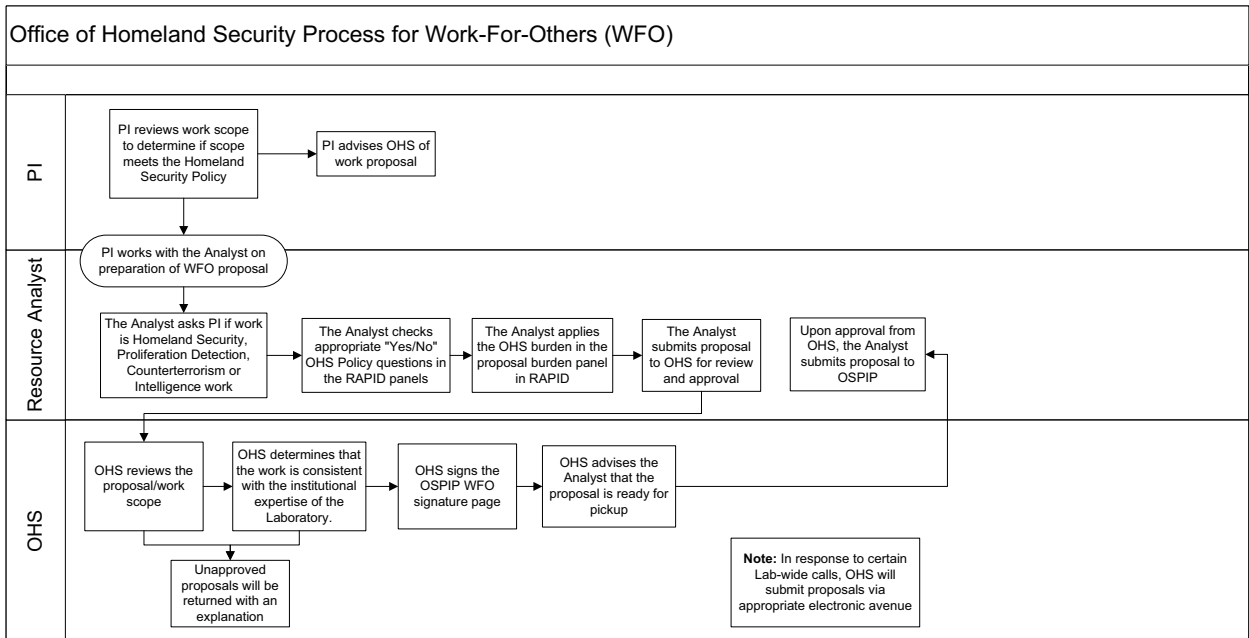 Office of Homeland Security Process for Work-For-Others (WFO)
PI
PI reviews work scope
to determine if scope
meets the Homeland
Security Policy
PI advises OHS of
work proposal
Resource Analyst
PI works with the Analyst on
preparation of WFO proposal
The Analyst asks PI if work
is Homeland Security,
Proliferation Detection,
Counterterrorism or
Intelligence work
The Analyst checks
appropriate "Yes/No"
OHS Policy questions
in the RAPID panels
The Analyst applies
the OHS burden in the
proposal burden panel
in RAPID
The Analyst
submits proposal
to OHS for review
and approval
Upon approval from
OHS, the Analyst
submits proposal to
OSPIP
OHS
OHS reviews the
proposal/work
scope
OHS determines that
the work is consistent
with the institutional
expertise of the
Laboratory.
OHS signs the
OSPIP WFO
signature page
OHS advises the
Analyst that the
proposal is ready for
pickup
Unapproved
proposals will be
returned with an
explanation
Note: In response to certain
Lab-wide calls, OHS will
submit proposals via
appropriate electronic avenue